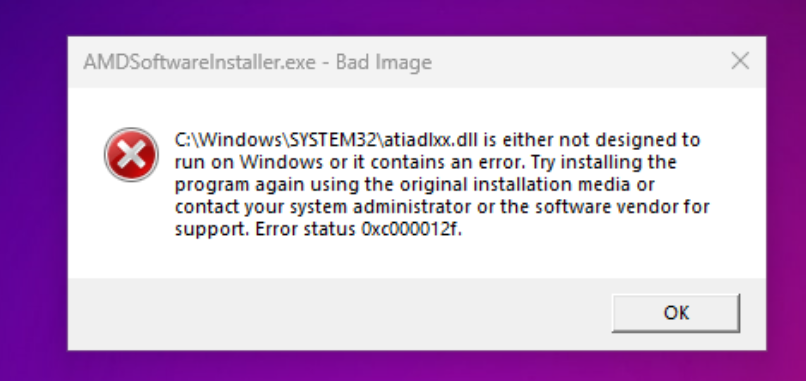 AMDSoftwareInstaller.exe - Bad Image
C:\Windows\SYSTEM32\atiadlxx.dll is either not designed to
run on Windows or it contains an error. Try installing the
program again using the original installation media or
contact your system administrator or the software vendor for
support. Error status 0xc000012f.
OK